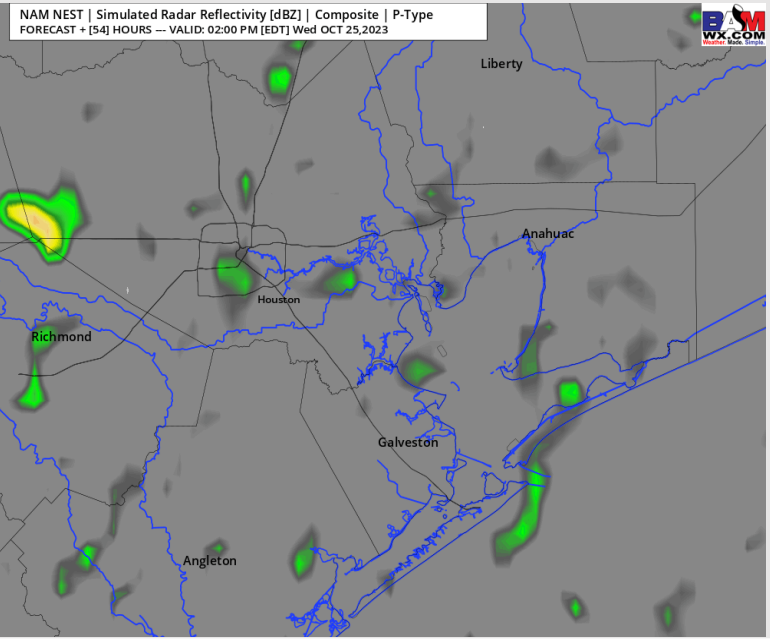 NAM NEST | Simulated Radar Reflectivity [dBZ] | Composite | P-Type
FORECAST + [54] HOURS --- VALID: 02:00 PM [EDT] Wed OCT 25,2023
BAM
WX.COM
Weather. Made. Simple.
Liberty
Anahuac
Houston
Richmond
Galveston
Angleton